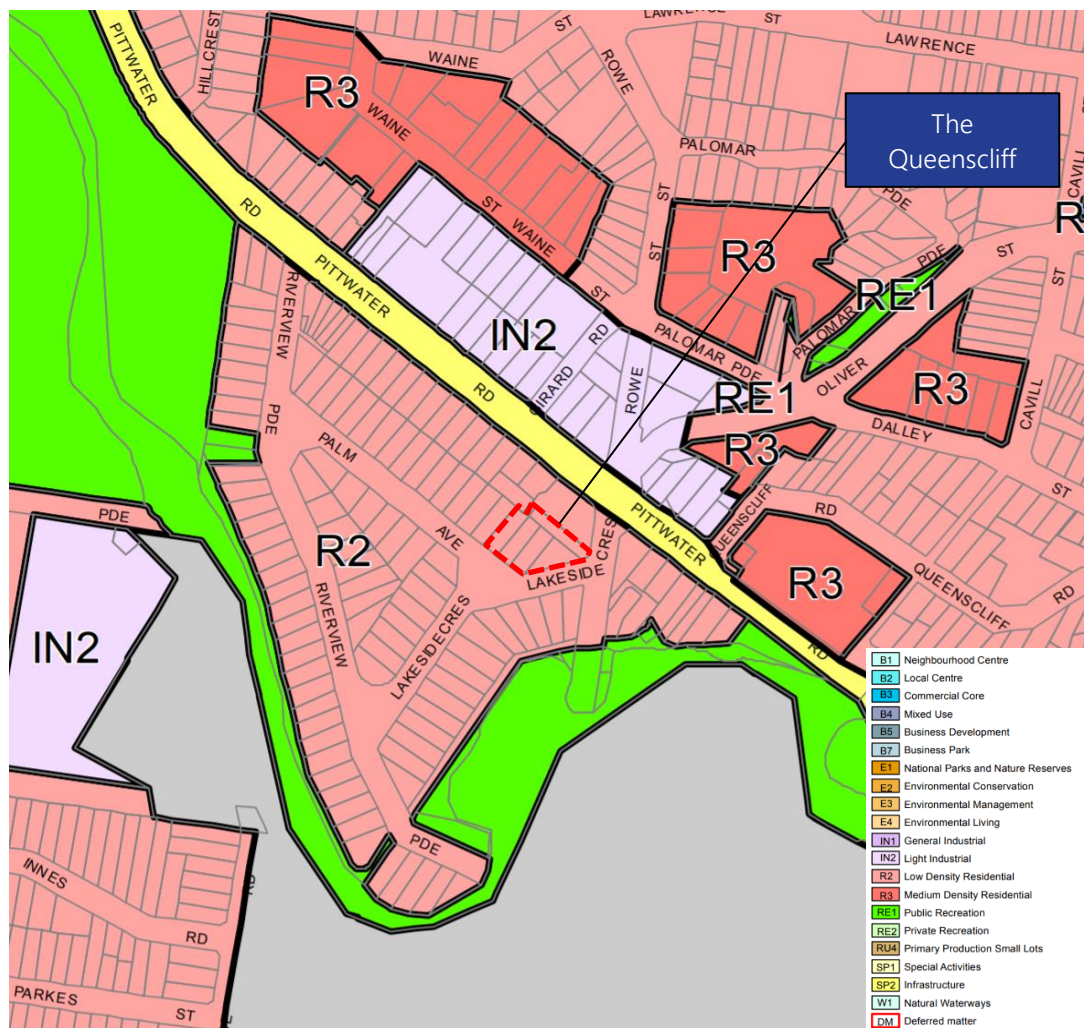 PITTWATER
HILLCREST
WAINE
ST
LAWRENCE
ST
LAWRENCE
ROWE
R3
WAINE
The
Queenscliff
PALOMAR
CAVILL
PDE
ST
WAINE
ST
ST
RD
ST
R3
PDE
ST
ST
RE1
PITTWATER
RIVERVIEW
IN2
RD
PALOMAR
PDE
PALOMAR
OLIVER
RD
GIRARD
ROWE
RE1
R3
CAVILL
PDE
R3
DALLEY
PALM
ST
PITTWATER
RD
QUEENSCLIFF
PDE
AVE
CRES
R2
LAKESIDE
R3
QUEENSCLIFF
RD
RIVERVIEW
LAKESIDECRES
IN2
RD
PDE
INNES
RD
RD
PARKES
ST
B1 Neighbourhood Centre
B2 Local Centre
B3 Commercial Core
B4 Mixed Use
B5 Business Development
B7 Business Park
E1 National Parks and Nature Reserves
E2 Environmental Conservation
E3 Environmental Management
E4 Environmental Living
IN1 General Industrial
IN2 Light Industrial
R2 Low Density Residential
R3 Medium Density Residential
RE1 Public Recreation
RE2 Private Recreation
RU4 Primary Production Small Lots
SP1 Special Activities
SP2 Infrastructure
W1 Natural Waterways
DM Deferred matter